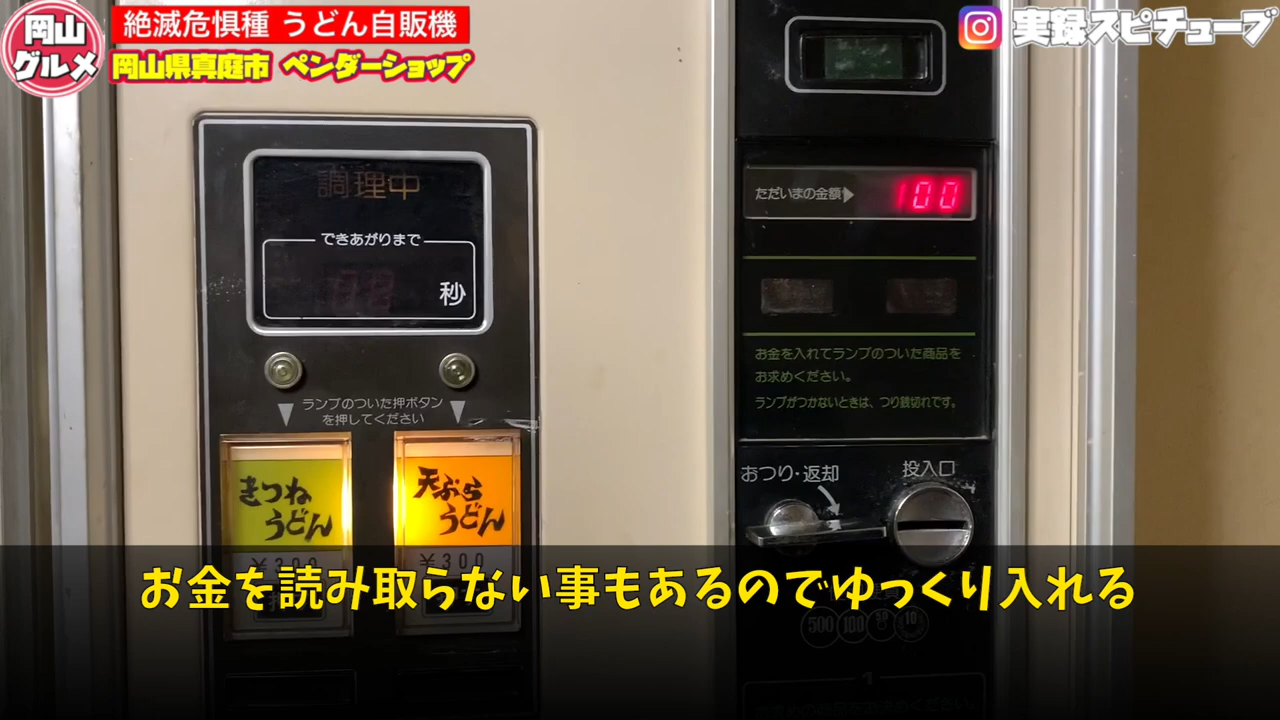 岡山
グルメ
絶滅危惧種 うどん自販機
岡山県真庭市 ペンダーショップ
実録スピチューブ
調理中
できあがりまで
秒
ランプのついた押ボタン
を押してください
きつね
うどん
¥300
天ぷら
うどん
¥300
ただいまの金額
100
お金を入れてランプのついた商品を
お求めください。
ランプがつかないときは、つり銭切れです。
おつり・返却
投入口
500 100 50 10
お金を読み取らない事もあるのでゆっくり入れる